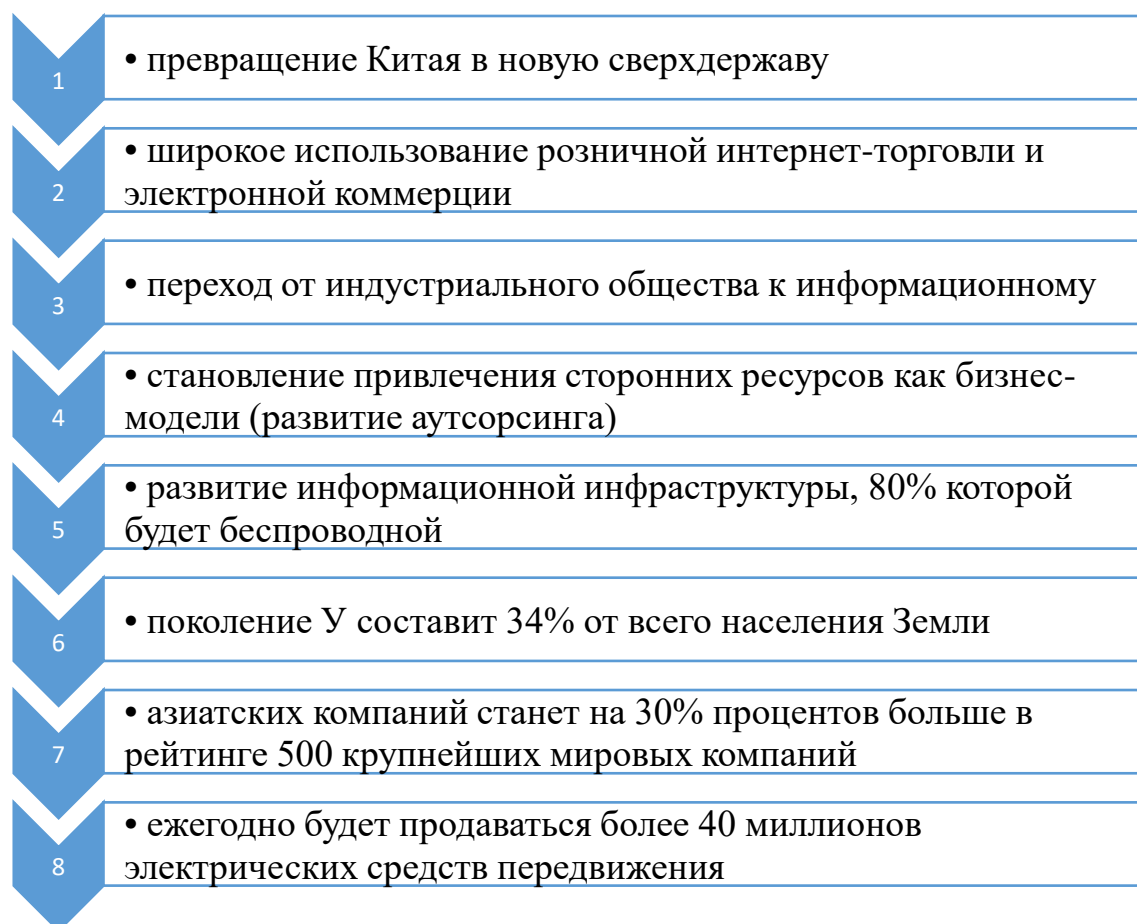 1
• превращение Китая в новую сверхдержаву
2
• широкое использование розничной интернет-торговли и
электронной коммерции
3
• переход от индустриального общества к информационному
4
• становление привлечения сторонних ресурсов как бизнес-
модели (развитие аутсорсинга)
5
• развитие информационной инфраструктуры, 80% которой
будет беспроводной
6
• поколение У составит 34% от всего населения Земли
7
• азиатских компаний станет на 30% процентов больше в
рейтинге 500 крупнейших мировых компаний
8
• ежегодно будет продаваться более 40 миллионов
электрических средств передвижения